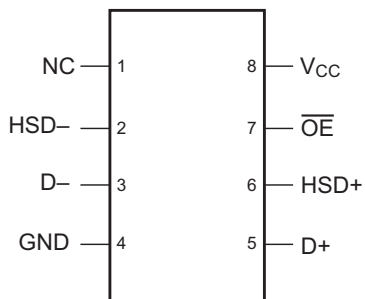 NC 1 8 VCC
HSD– 2 7 OE
D– 3 6 HSD+
GND 4 5 D+